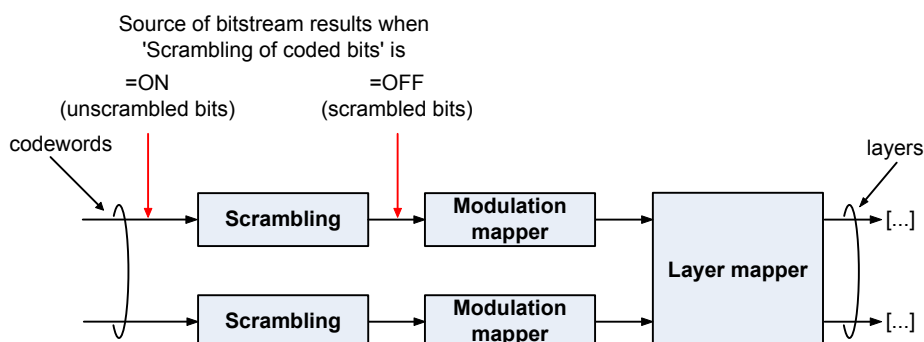 Source of bitstream results when
'Scrambling of coded bits' is
=ON
(unscrambled bits)
=OFF
(scrambled bits)
codewords
layers
Scrambling
Modulation
mapper
Layer mapper
[...]
Scrambling
Modulation
mapper
[...]